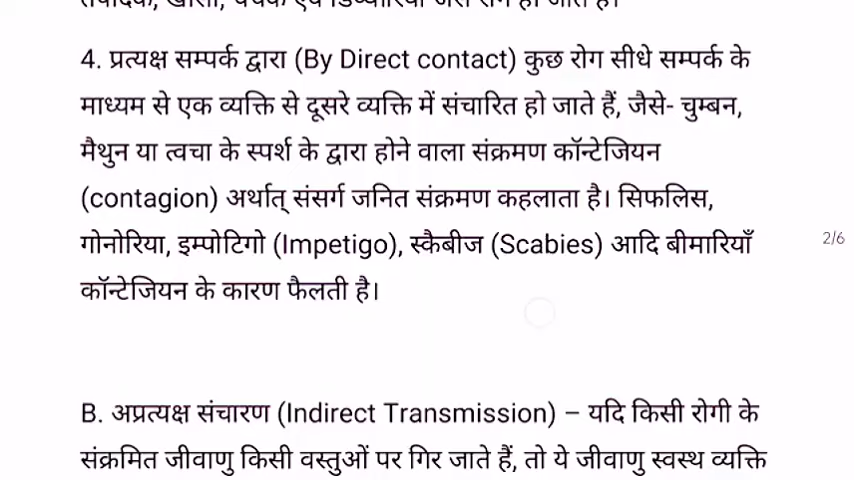 4. प्रत्यक्ष सम्पर्क द्वारा (By Direct contact) कुछ रोग सीधे सम्पर्क के
माध्यम से एक व्यक्ति से दूसरे व्यक्ति में संचारित हो जाते हैं, जैसे- चुम्बन,
मैथुन या त्वचा के स्पर्श के द्वारा होने वाला संक्रमण कॉन्टेजियन
(contagion) अर्थात् संसर्ग जनित संक्रमण कहलाता है। सिफलिस,
गोनोरिया, इम्पोटिगो (Impetigo), स्कैबीज (Scabies) आदि बीमारियाँ
2/6
कॉन्टेजियन के कारण फैलती है।
B. अप्रत्यक्ष संचारण (Indirect Transmission) – यदि किसी रोगी के
संक्रमित जीवाणु किसी वस्तुओं पर गिर जाते हैं, तो ये जीवाणु स्वस्थ व्यक्ति